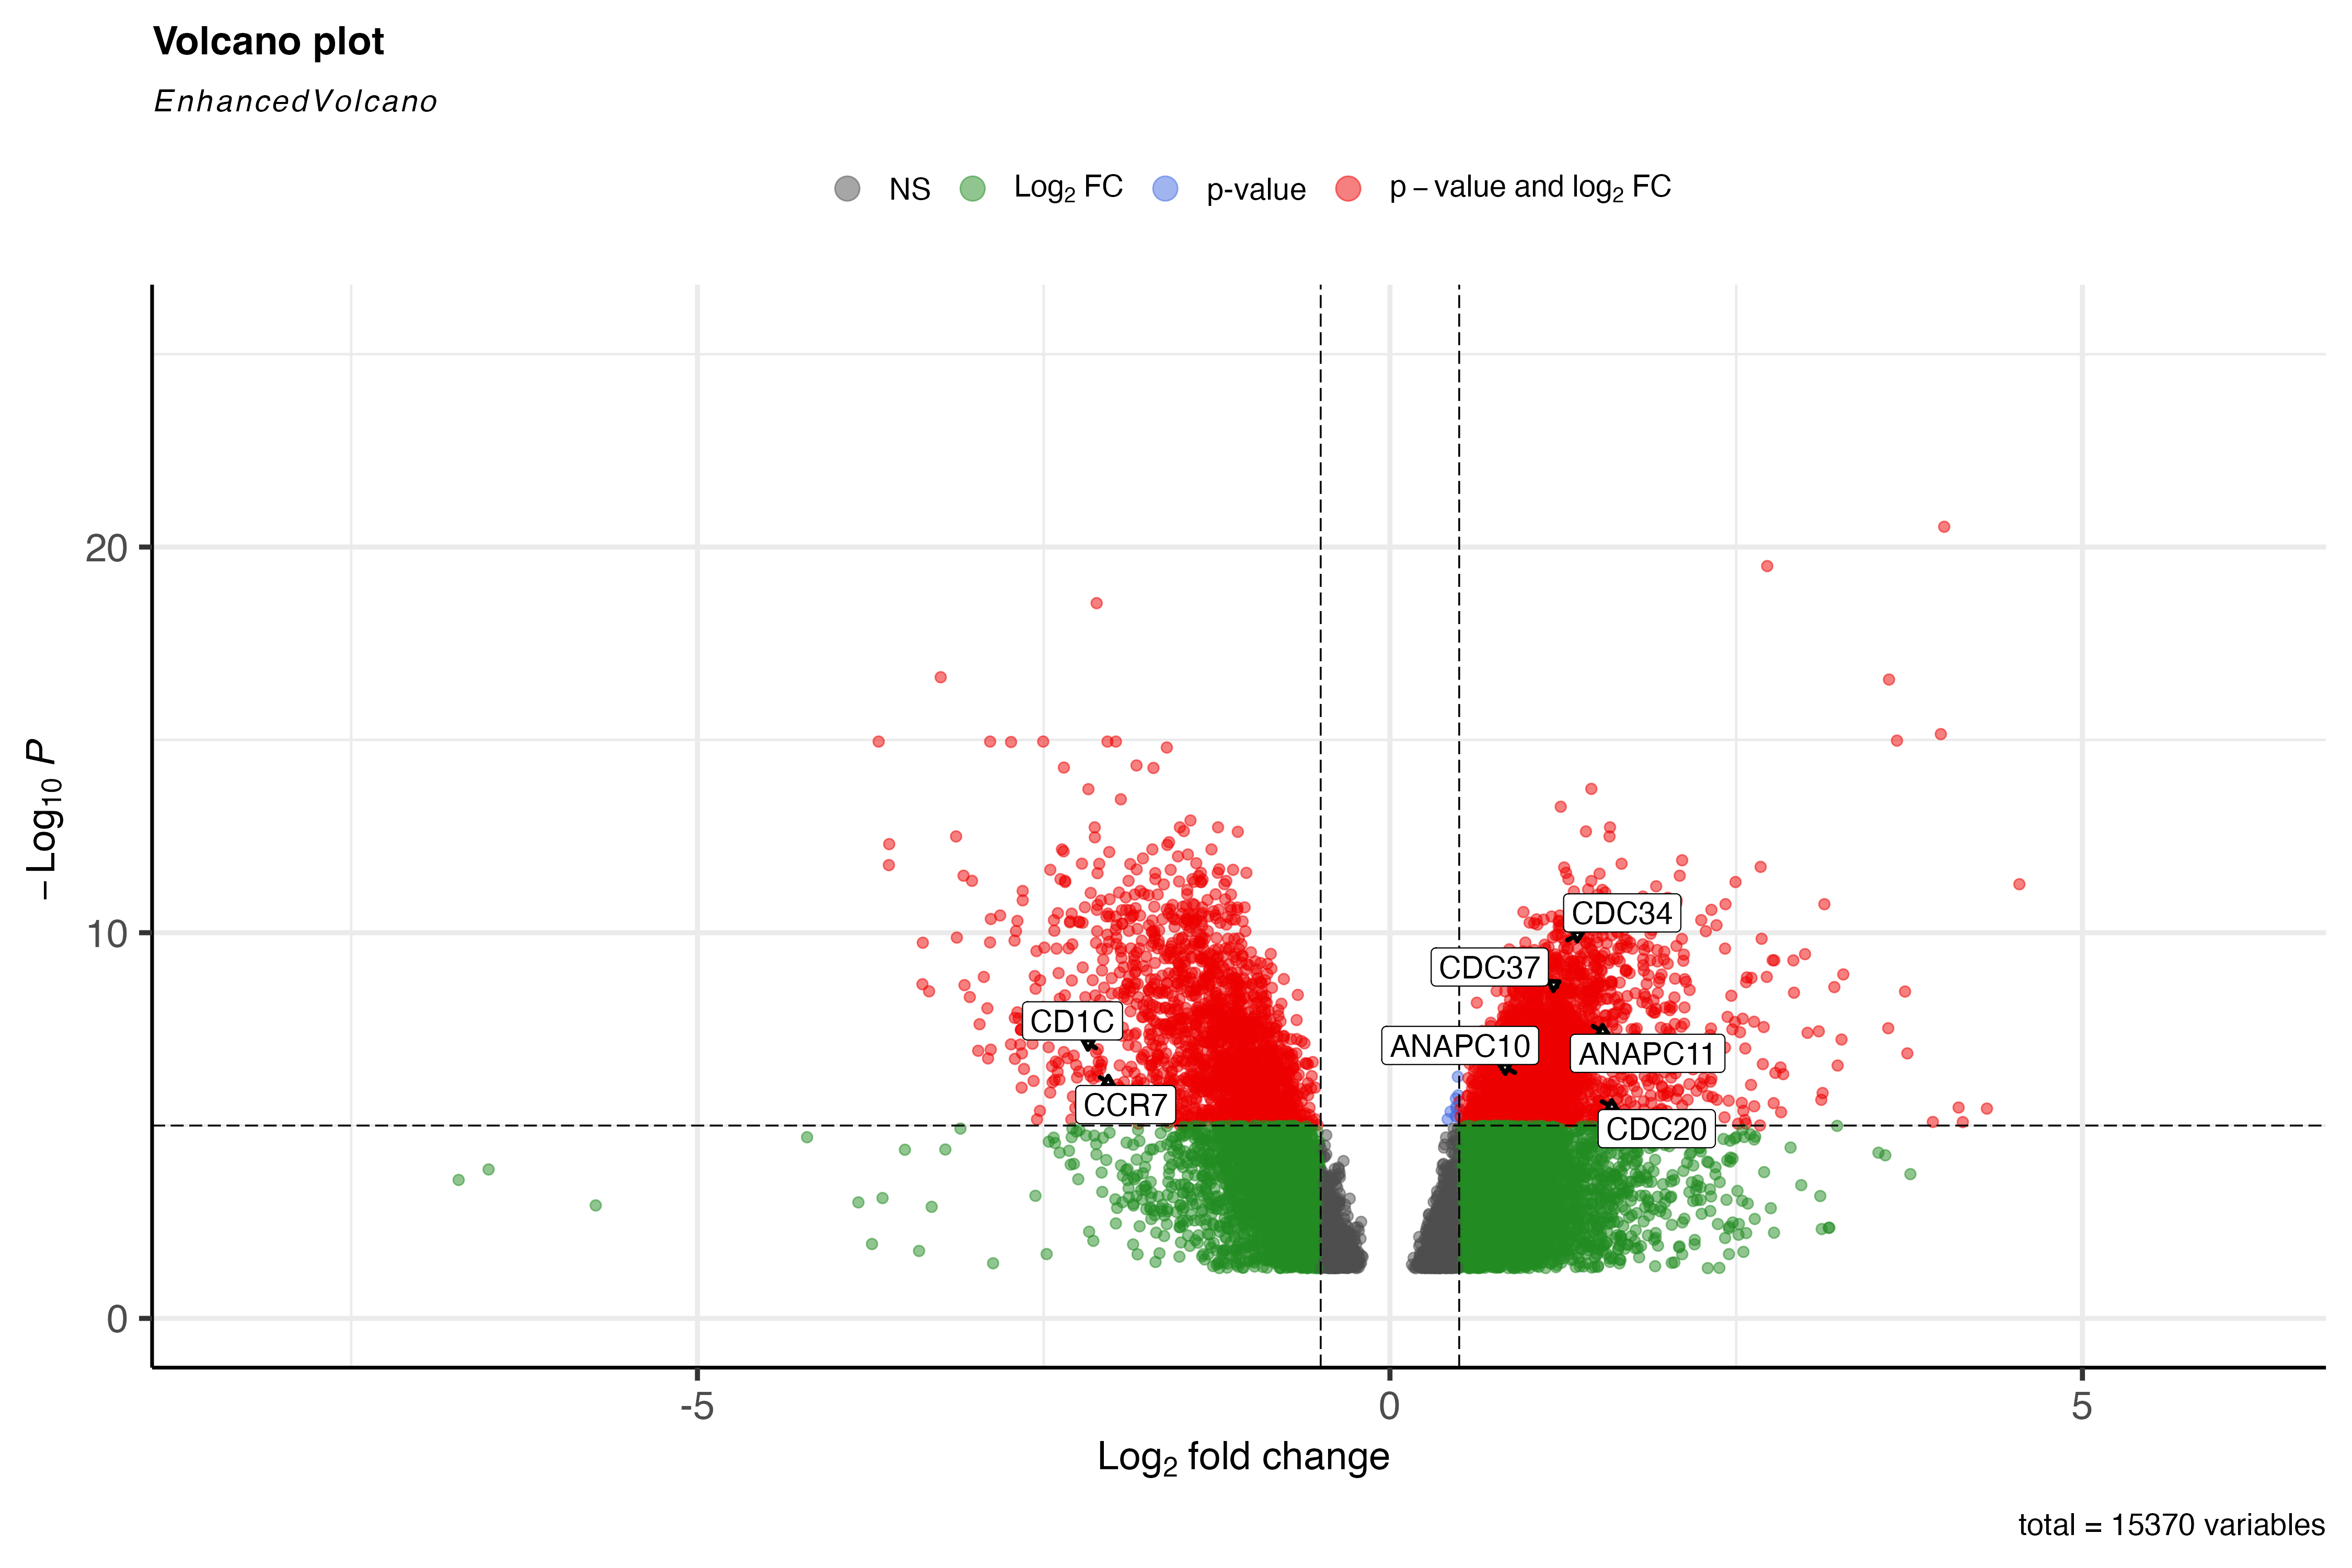 Volcano plot
EnhancedVolcano
NS Log₂ FC p-value p − value and log₂ FC
−Log₁₀ P
20
10
0
CDC34
CDC37
CD1C
ANAPC10
ANAPC11
CCR7
CDC20
-5 0 5
Log₂ fold change
total = 15370 variables